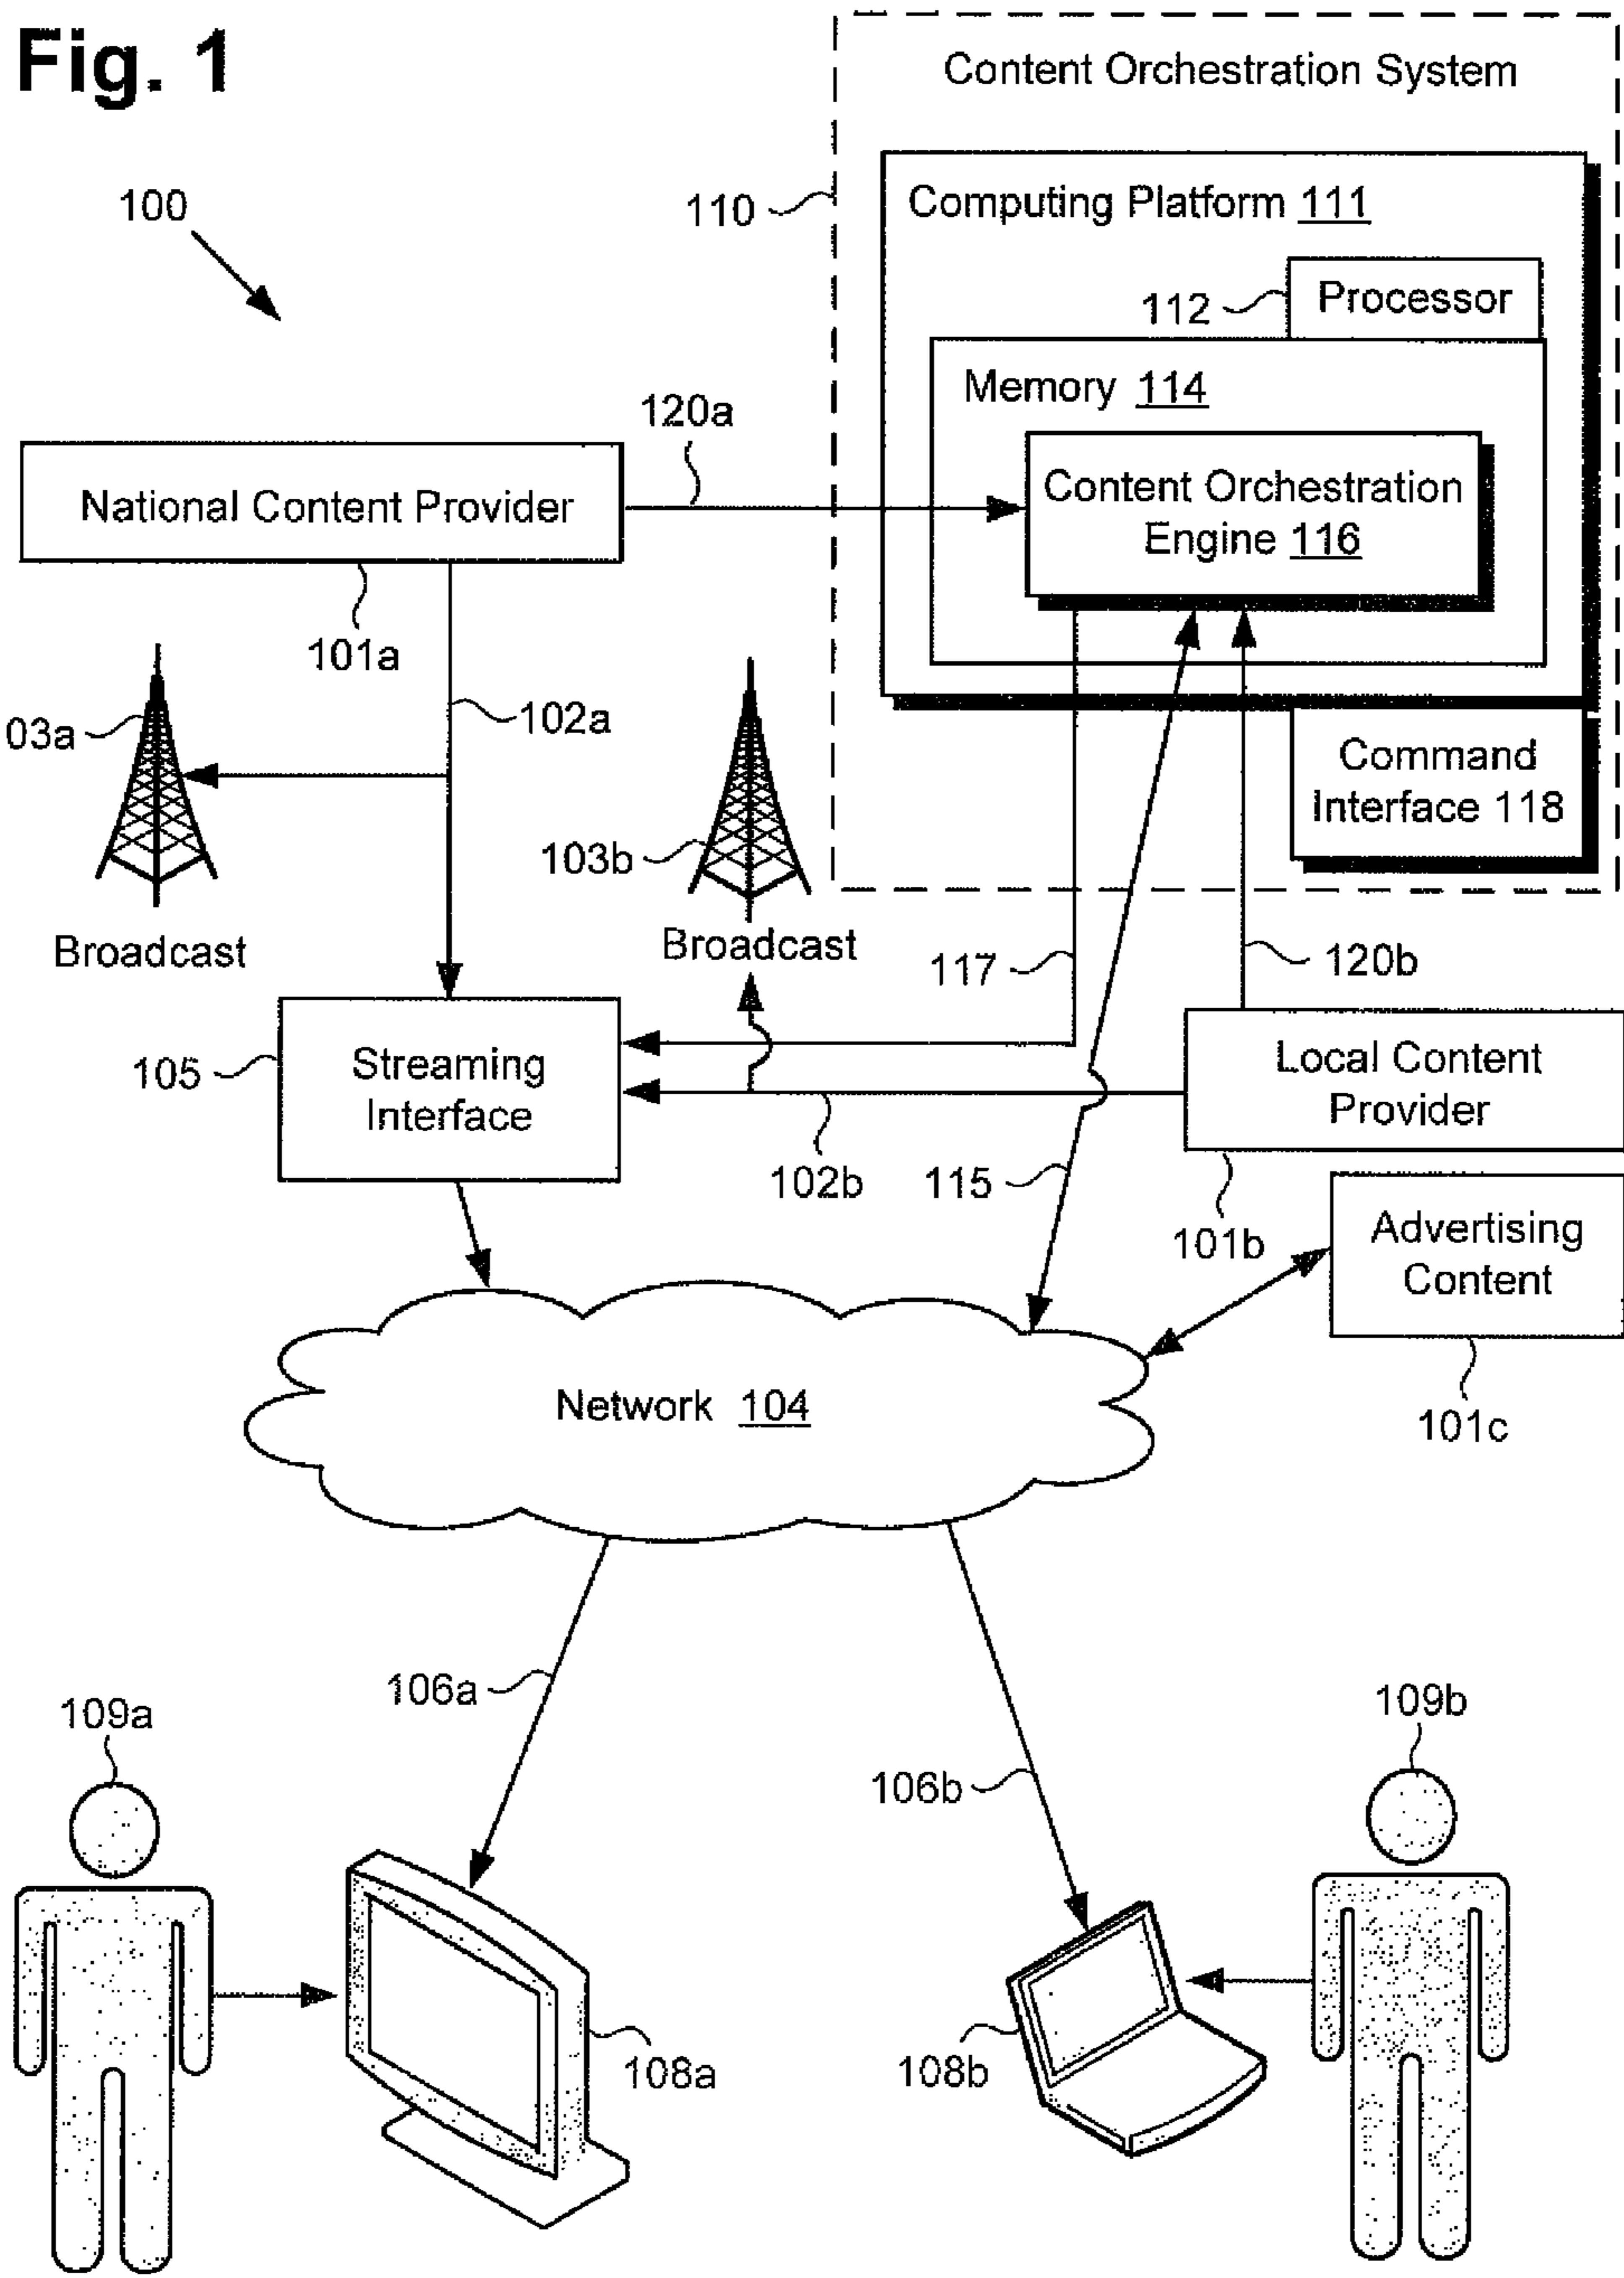 Fig. 1
Content Orchestration System
100
110
Computing Platform 111
112
Processor
Memory 114
120a
National Content Provider
Content Orchestration
Engine 116
101a
03a
102a
103b
Command
Interface 118
Broadcast
Broadcast
117
120b
105
Streaming
Interface
Local Content
Provider
102b
115
101b
Advertising
Content
Network 104
101c
106a
109a
109b
106b
108a
108b